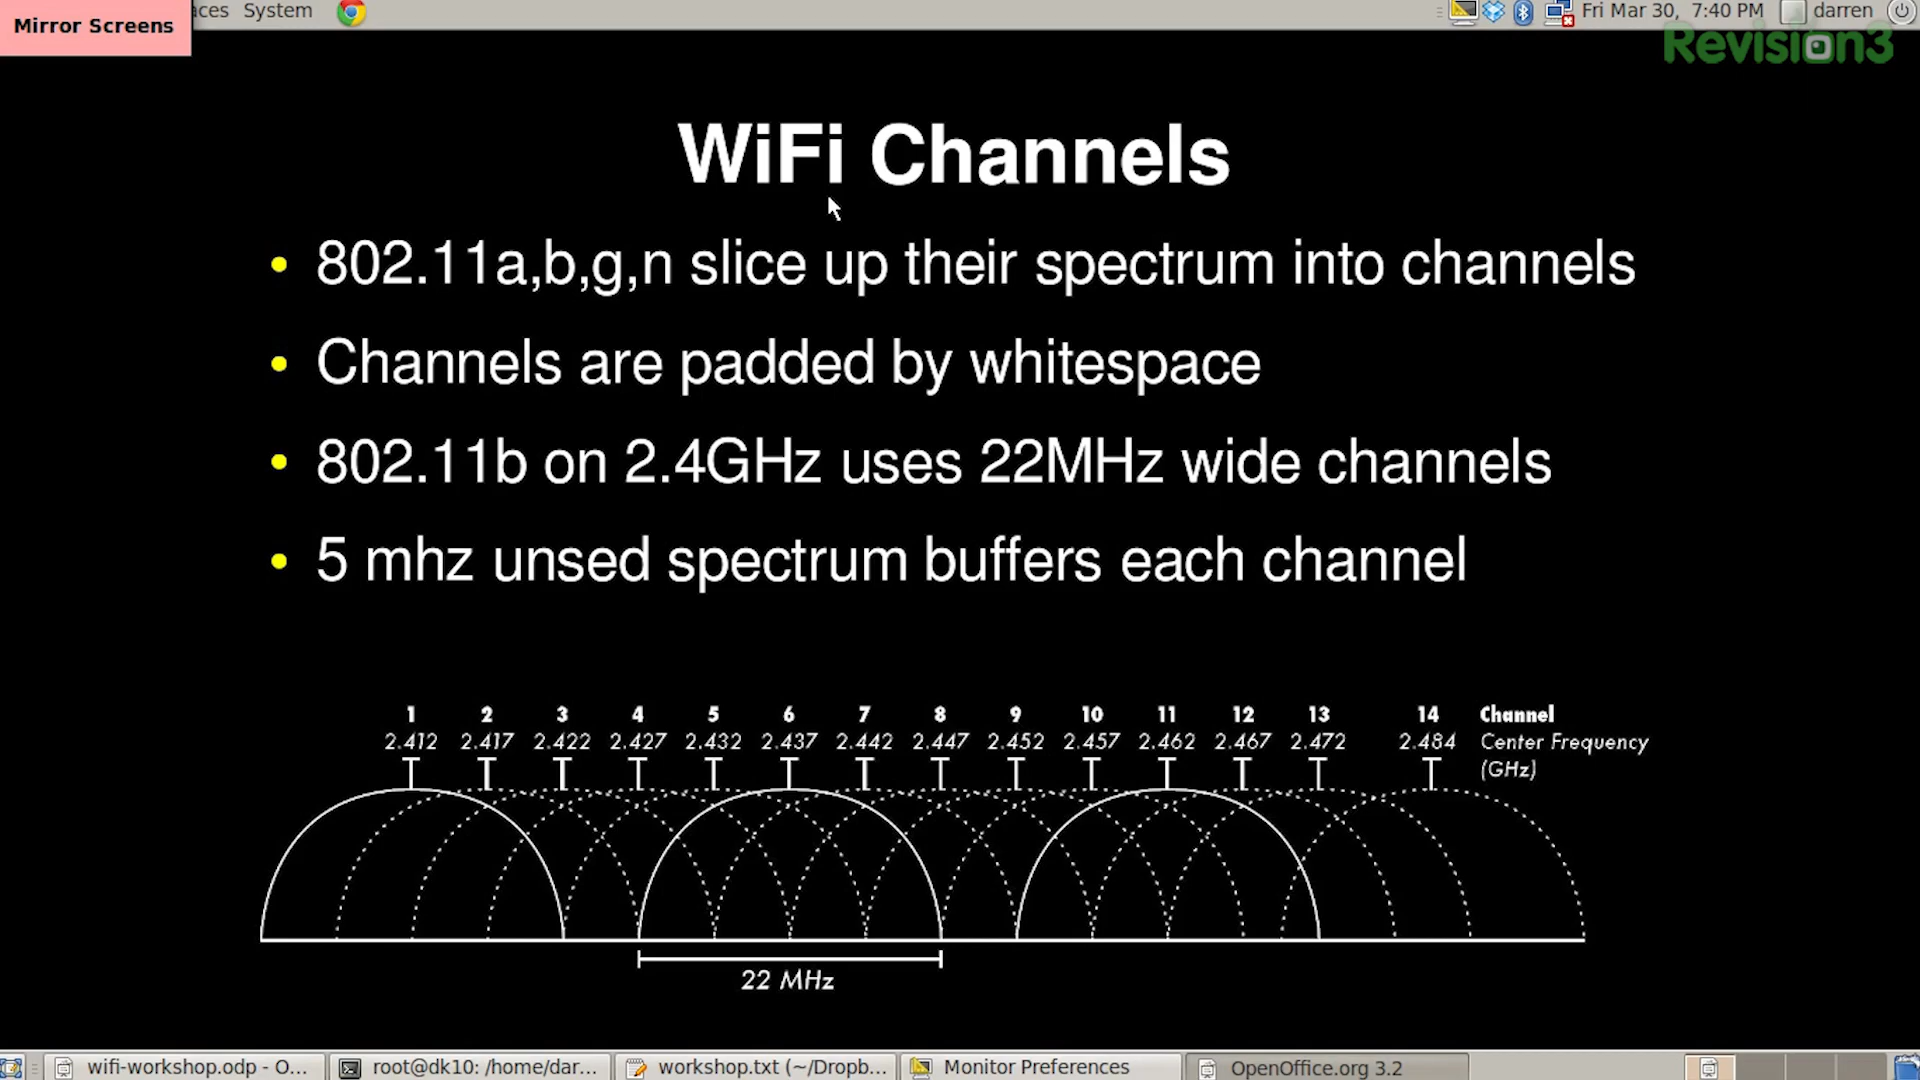 Mirror Screens
aces System
Fri Mar 30, 7:40 PM darren
Revision3
WiFi Channels
802.11a,b,g,n slice up their spectrum into channels
Channels are padded by whitespace
802.11b on 2.4GHz uses 22MHz wide channels
5 mhz unsed spectrum buffers each channel
1 2 3 4 5 6 7 8 9 10 11 12 13 14 Channel
2.412 2.417 2.422 2.427 2.432 2.437 2.442 2.447 2.452 2.457 2.462 2.467 2.472 2.484 Center Frequency
(GHz)
22 MHz
wifi-workshop.odp - O... root@dk10: /home/dar... workshop.txt (~/Dropb... Monitor Preferences OpenOffice.org 3.2